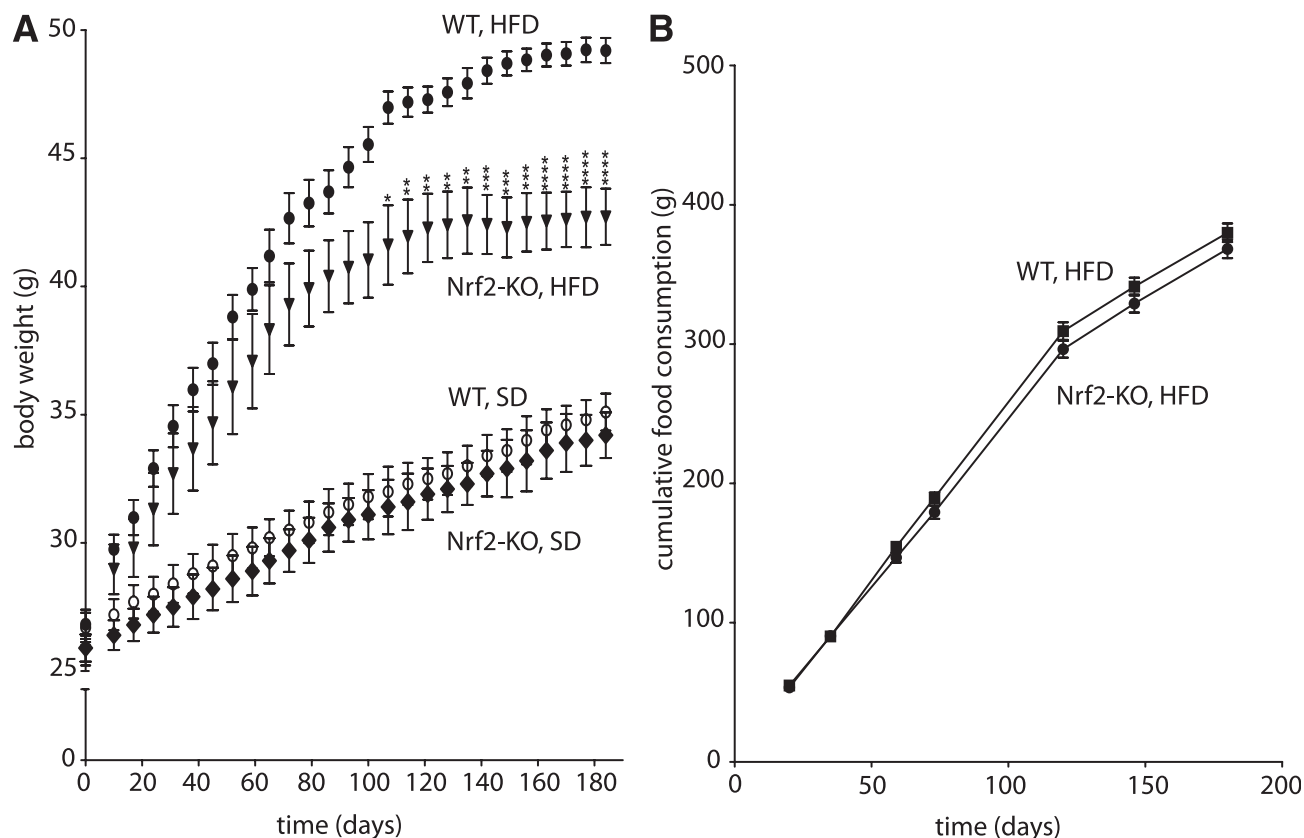 A
50
45
40
35
30
25
0
body weight (g)
WT, HFD
* ** ** ** ** *** *** *** **** **** **** ****
Nrf2-KO, HFD
WT, SD
Nrf2-KO, SD
0 20 40 60 80 100 120 140 160 180
time (days)
B
500
400
300
200
100
0
cumulative food consumption (g)
WT, HFD
Nrf2-KO, HFD
0 50 100 150 200
time (days)